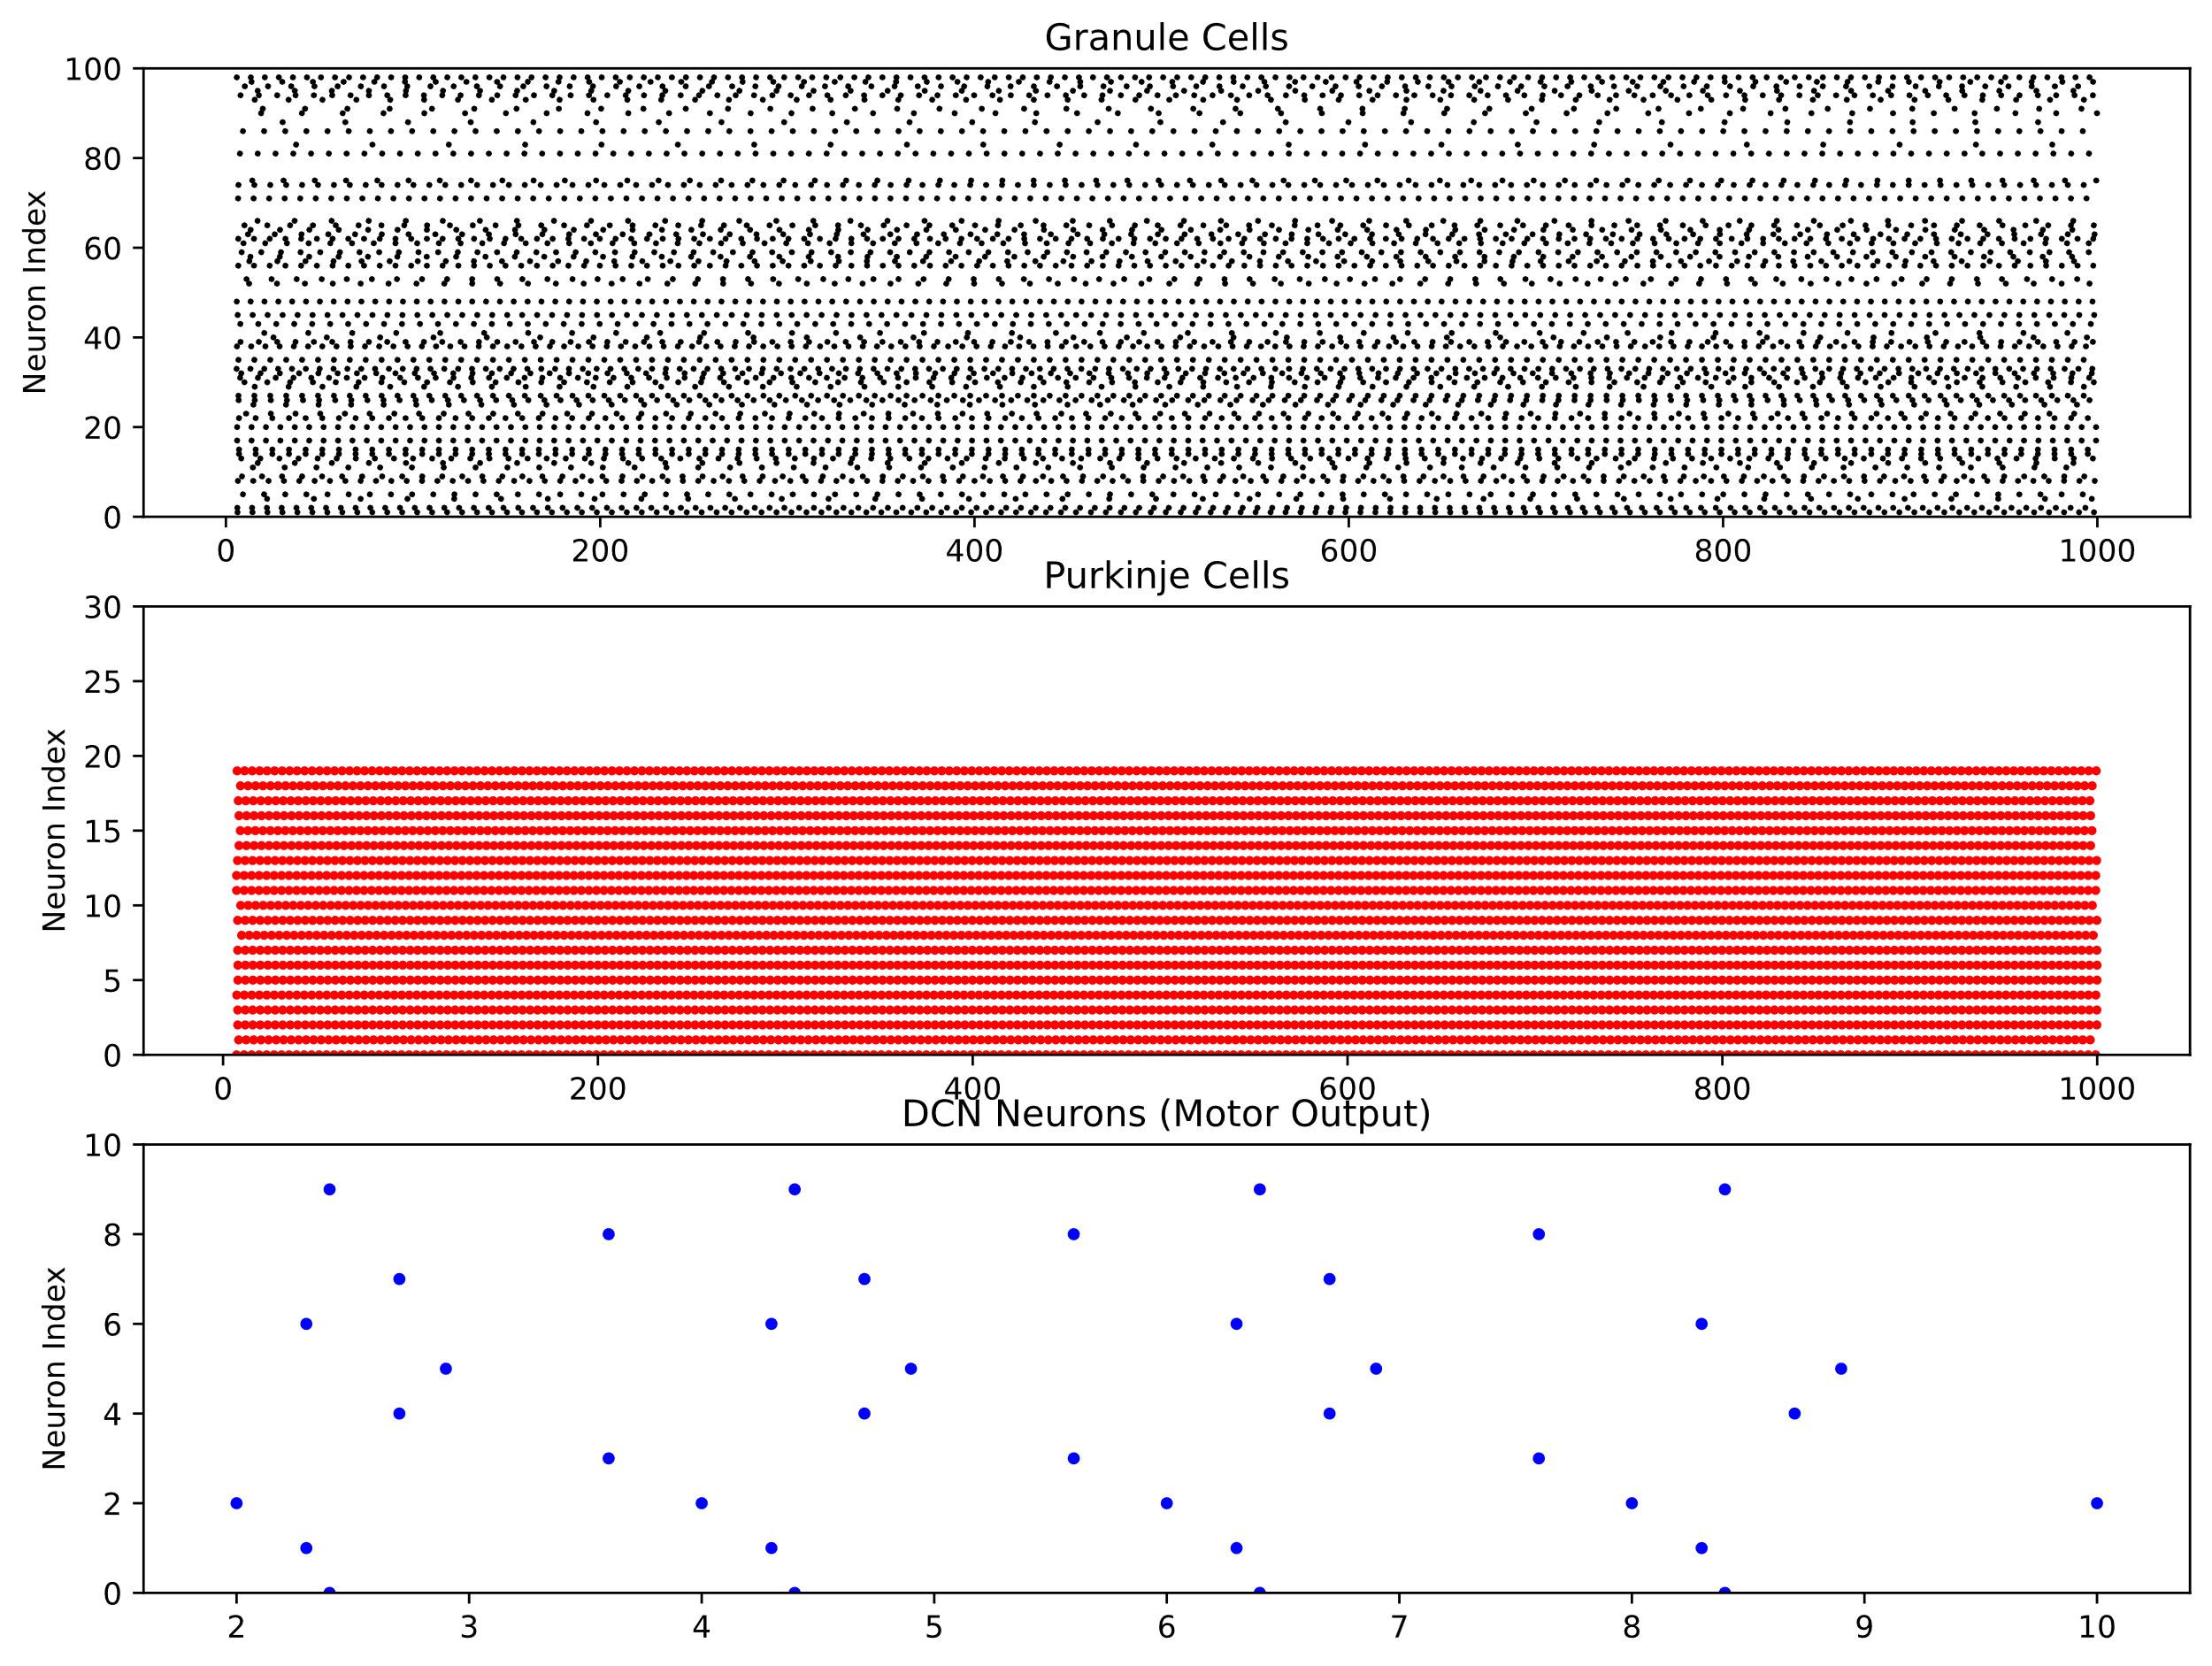 Granule Cells
Neuron Index
100
80
60
40
20
0
0 200 400 600 800 1000
Purkinje Cells
Neuron Index
30
25
20
15
10
5
0
0 200 400 600 800 1000
DCN Neurons (Motor Output)
Neuron Index
10
8
6
4
2
0
2 3 4 5 6 7 8 9 10